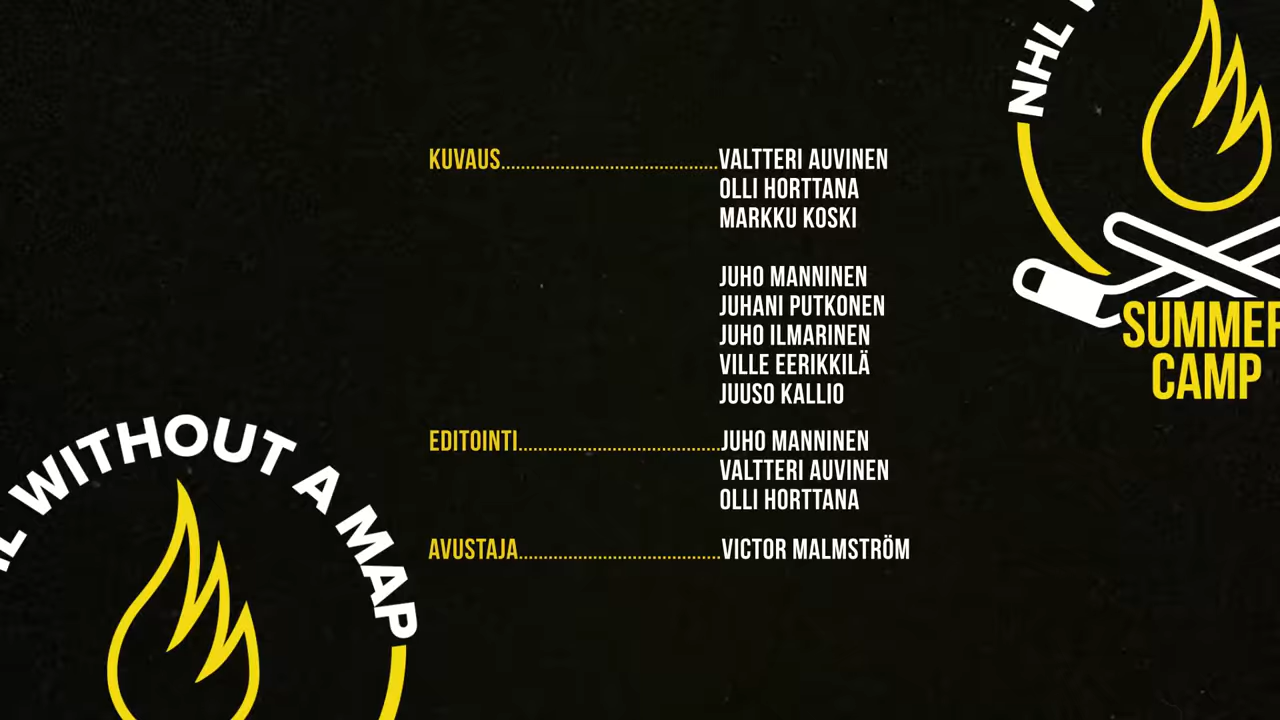 NHL
SUMMER
CAMP
KUVAUS...........................................VALTTERI AUVINEN
OLLI HORTTANA
MARKKU KOSKI
JUHO MANNINEN
JUHANI PUTKONEN
JUHO ILMARINEN
VILLE EERIKKILÄ
JUUSO KALLIO
EDITOINTI........................................JUHO MANNINEN
VALTTERI AUVINEN
OLLI HORTTANA
AVUSTAJA........................................VICTOR MALMSTRÖM
WITHOUT A MAP